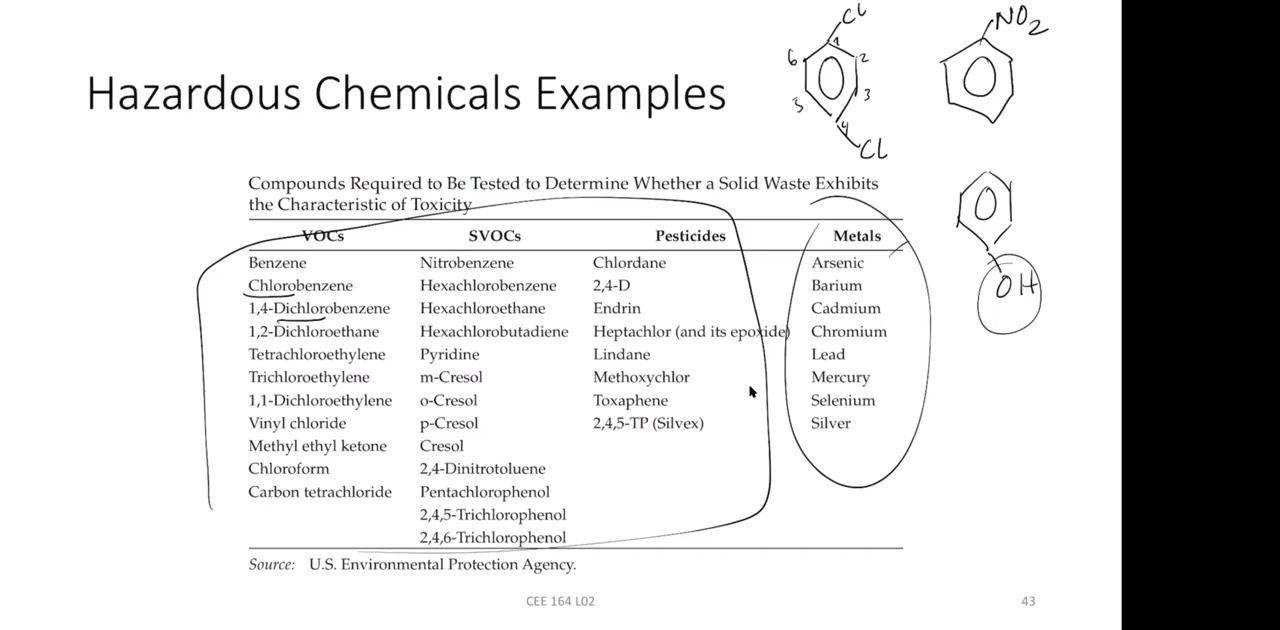 Hazardous Chemicals Examples
Cl
1
2
3
4
5
6
Cl
NO2
OH
Compounds Required to Be Tested to Determine Whether a Solid Waste Exhibits
the Characteristic of Toxicity
VOCs SVOCs Pesticides Metals
Benzene Nitrobenzene Chlordane Arsenic
Chlorobenzene Hexachlorobenzene 2,4-D Barium
1,4-Dichlorobenzene Hexachloroethane Endrin Cadmium
1,2-Dichloroethane Hexachlorobutadiene Heptachlor (and its epoxide) Chromium
Tetrachloroethylene Pyridine Lindane Lead
Trichloroethylene m-Cresol Methoxychlor Mercury
1,1-Dichloroethylene o-Cresol Toxaphene Selenium
Vinyl chloride p-Cresol 2,4,5-TP (Silvex) Silver
Methyl ethyl ketone Cresol
Chloroform 2,4-Dinitrotoluene
Carbon tetrachloride Pentachlorophenol
2,4,5-Trichlorophenol
2,4,6-Trichlorophenol
Source: U.S. Environmental Protection Agency.
CEE 164 L02 43